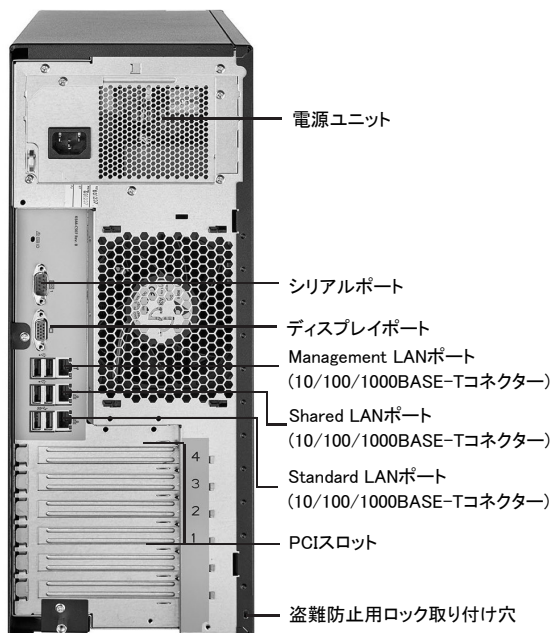 電源ユニット
シリアルポート
ディスプレイポート
Management LANポート
(10/100/1000BASE-Tコネクター)
Shared LANポート
(10/100/1000BASE-Tコネクター)
Standard LANポート
(10/100/1000BASE-Tコネクター)
4
3
2
1
PCIスロット
盗難防止用ロック取り付け穴